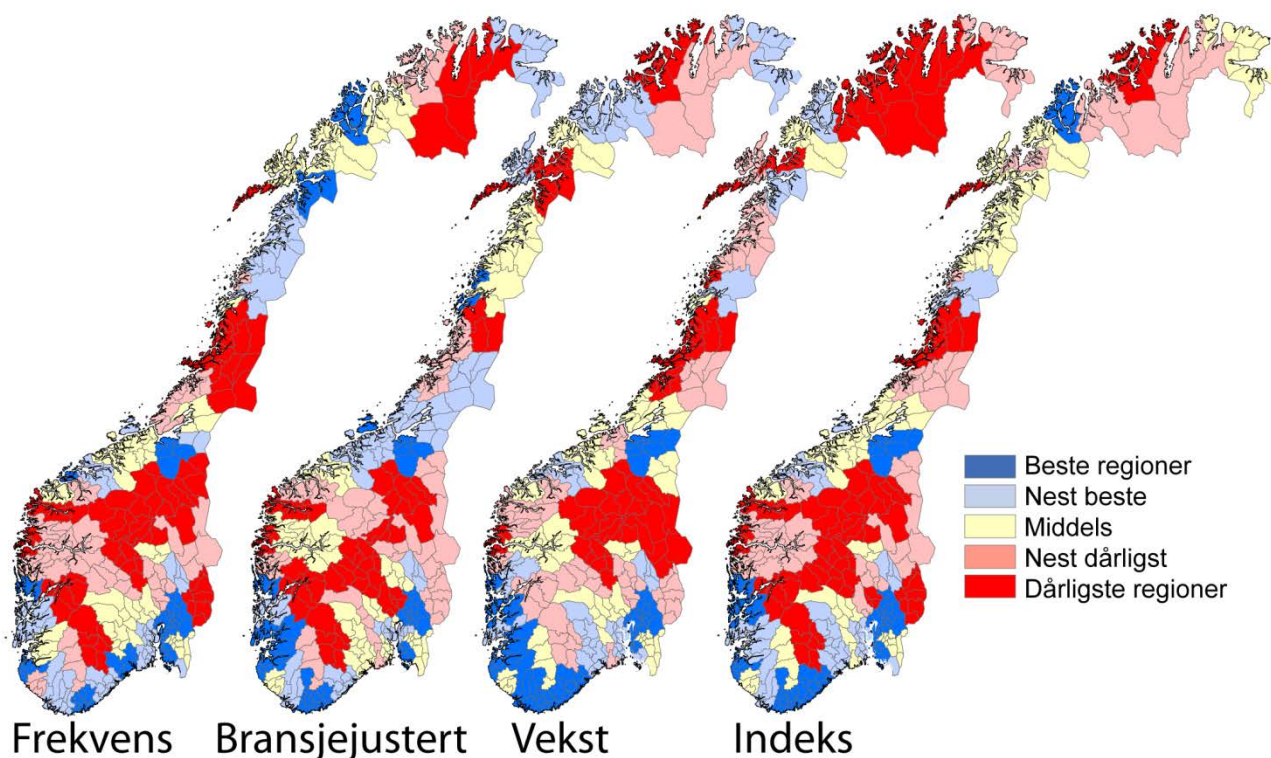 Beste regioner
Nest beste
Middels
Nest dårligst
Dårligste regioner
Frekvens Bransjejustert Vekst Indeks